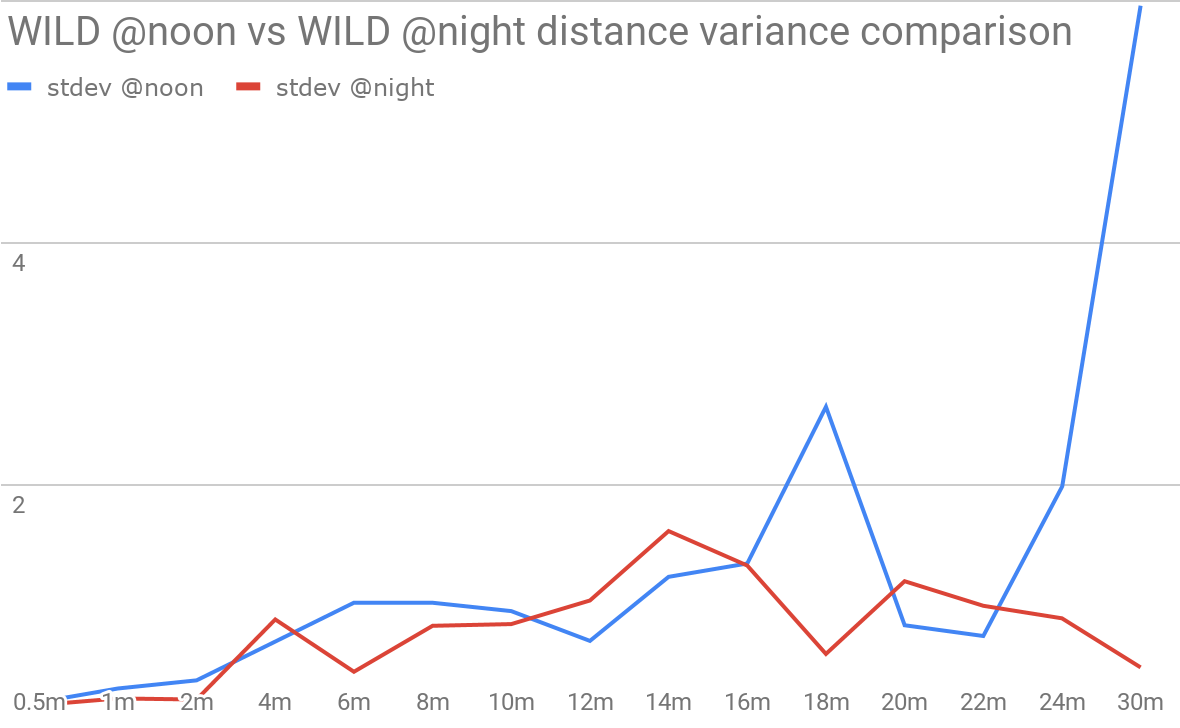 WILD @noon vs WILD @night distance variance comparison
stdev @noon stdev @night
4
2
0.5m 1m 2m 4m 6m 8m 10m 12m 14m 16m 18m 20m 22m 24m 30m